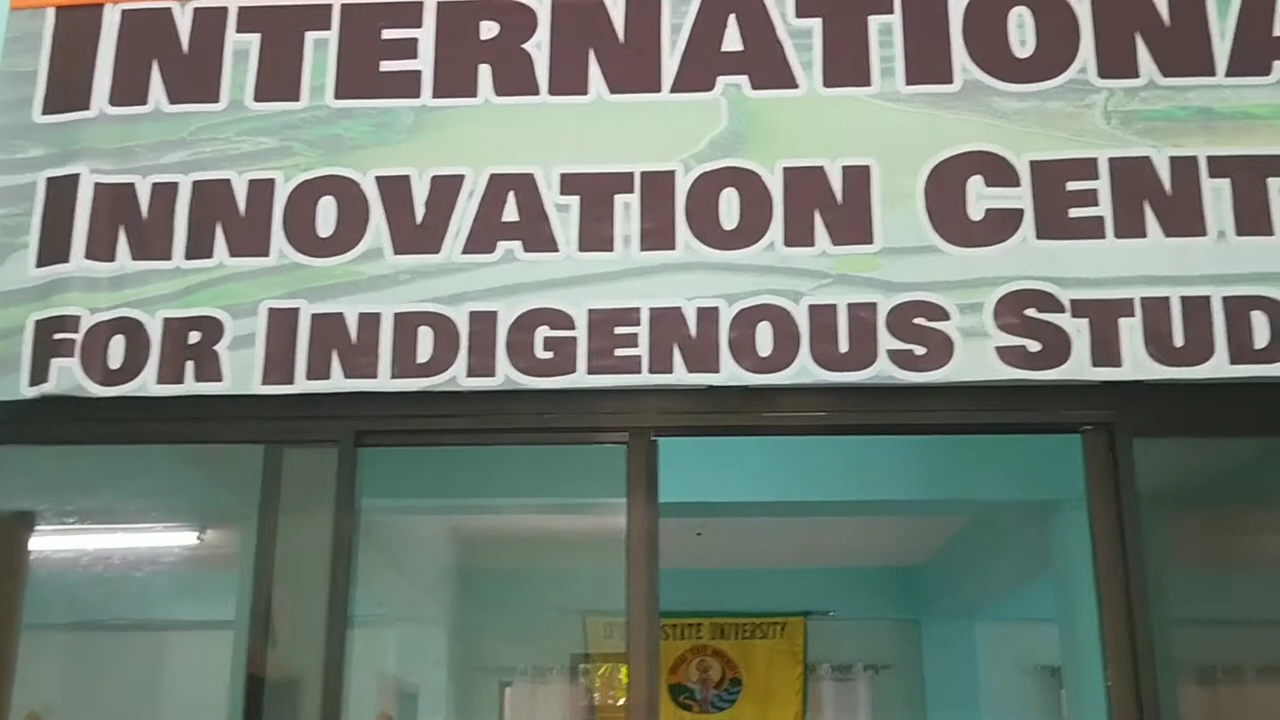 INTERNATIONA
INNOVATION CENT
FOR INDIGENOUS STUD
STATE UNIVERSITY